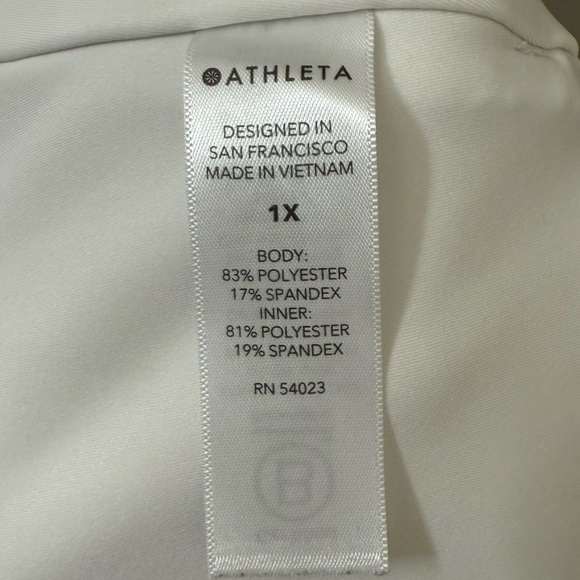 ATHLETA
DESIGNED IN
SAN FRANCISCO
MADE IN VIETNAM
1X
BODY:
83% POLYESTER
17% SPANDEX
INNER:
81% POLYESTER
19% SPANDEX
RN 54023
B